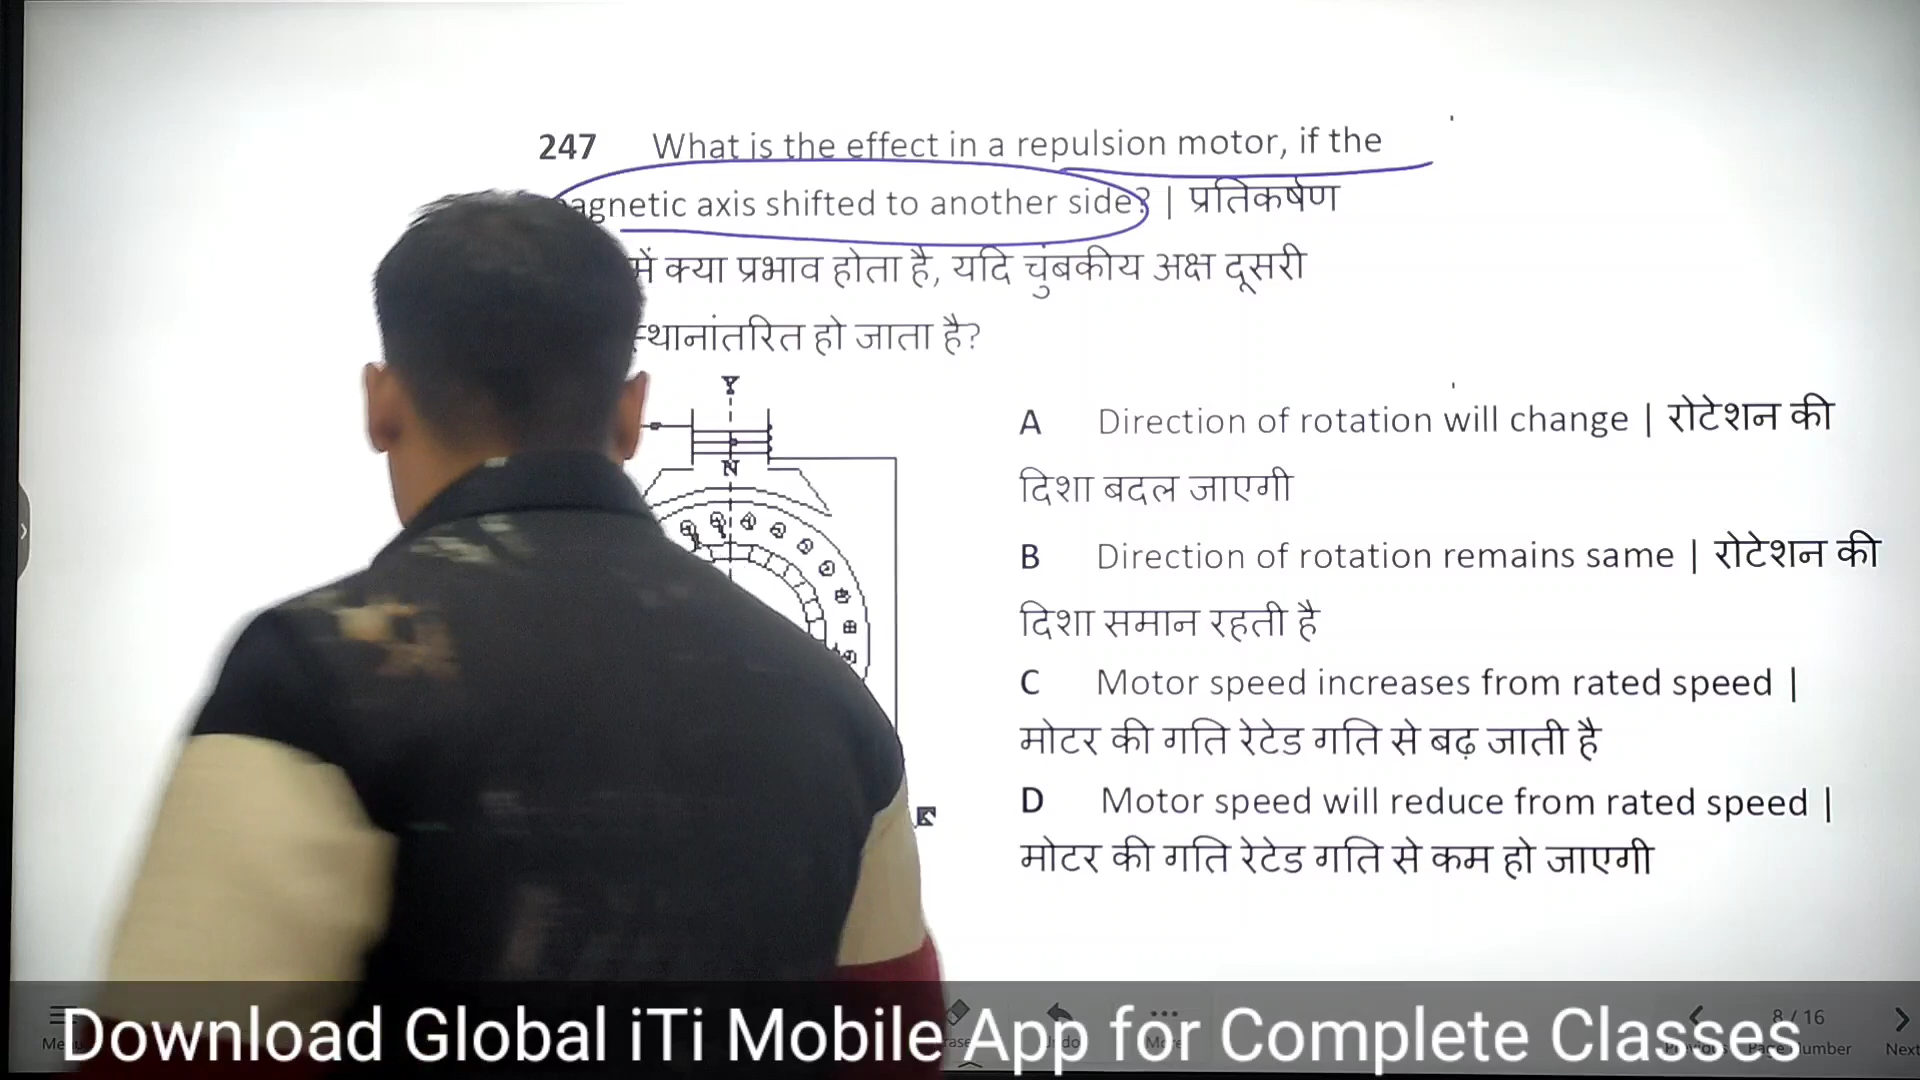 247 What is the effect in a repulsion motor, if the
agnetic axis shifted to another side? | प्रतिकर्षण
में क्या प्रभाव होता है, यदि चुंबकीय अक्ष दूसरी
स्थानांतरित हो जाता है?
Y
N
A Direction of rotation will change | रोटेशन की
दिशा बदल जाएगी
B Direction of rotation remains same | रोटेशन की
दिशा समान रहती है
C Motor speed increases from rated speed |
मोटर की गति रेटेड गति से बढ़ जाती है
D Motor speed will reduce from rated speed |
मोटर की गति रेटेड गति से कम हो जाएगी
8 / 16
Download Global iTi Mobile App for Complete Classes
Next